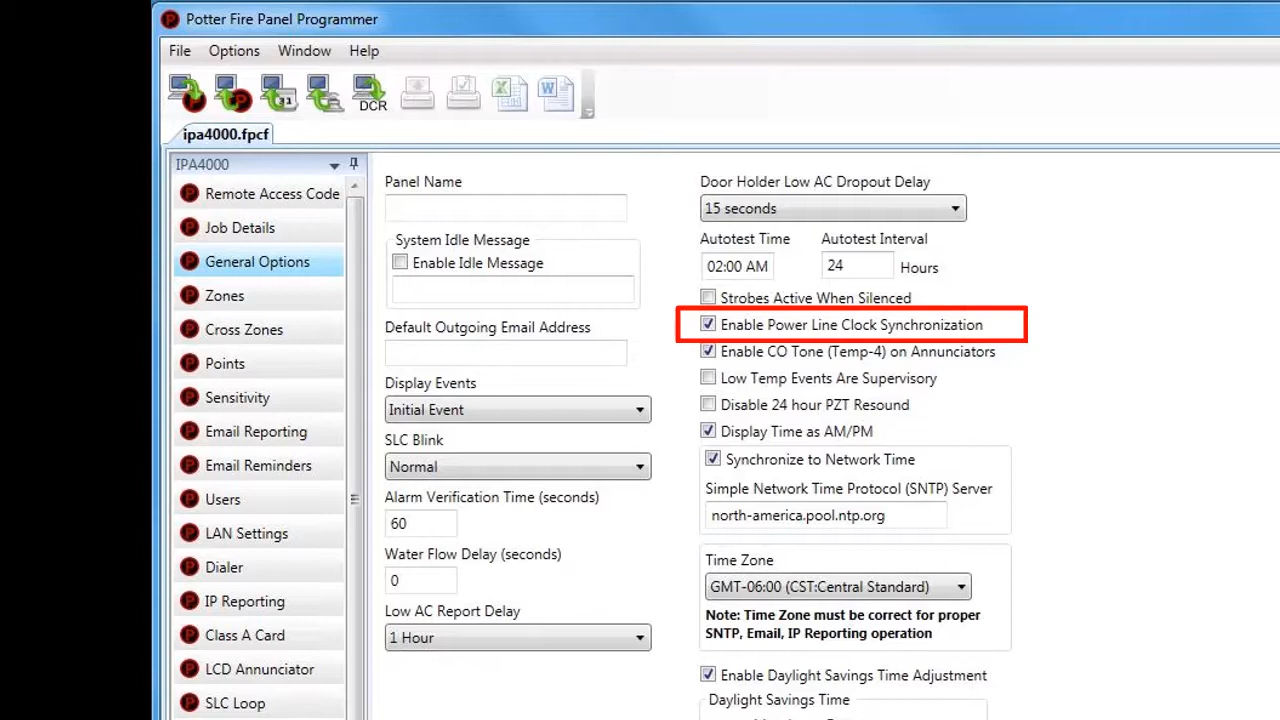 Potter Fire Panel Programmer
File Options Window Help
31
DCR
ipa4000.fpcf
IPA4000
Remote Access Code
Job Details
General Options
Zones
Cross Zones
Points
Sensitivity
Email Reporting
Email Reminders
Users
LAN Settings
Dialer
IP Reporting
Class A Card
LCD Annunciator
SLC Loop
Panel Name
System Idle Message
Enable Idle Message
Default Outgoing Email Address
Display Events
Initial Event
SLC Blink
Normal
Alarm Verification Time (seconds)
60
Water Flow Delay (seconds)
0
Low AC Report Delay
1 Hour
Door Holder Low AC Dropout Delay
15 seconds
Autotest Time Autotest Interval
02:00 AM 24 Hours
Strobes Active When Silenced
Enable Power Line Clock Synchronization
Enable CO Tone (Temp-4) on Annunciators
Low Temp Events Are Supervisory
Disable 24 hour PZT Resound
Display Time as AM/PM
Synchronize to Network Time
Simple Network Time Protocol (SNTP) Server
north-america.pool.ntp.org
Time Zone
GMT-06:00 (CST:Central Standard)
Note: Time Zone must be correct for proper
SNTP, Email, IP Reporting operation
Enable Daylight Savings Time Adjustment
Daylight Savings Time